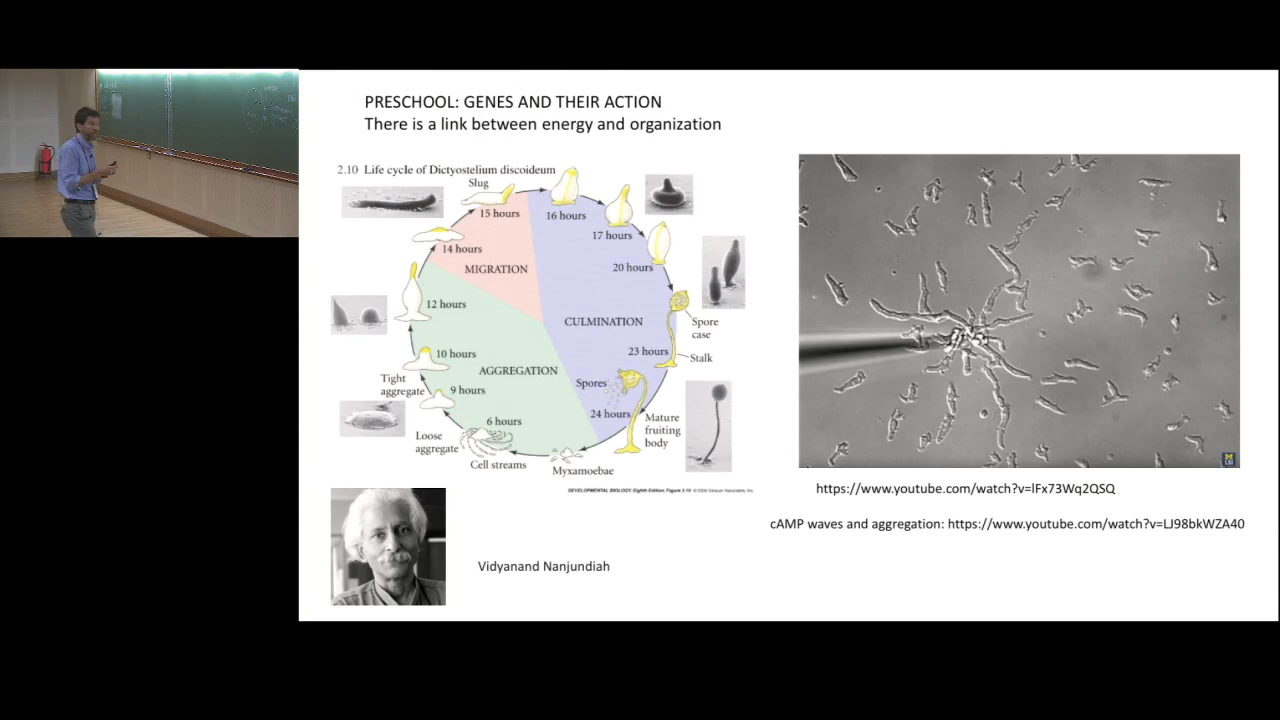 PRESCHOOL: GENES AND THEIR ACTION
There is a link between energy and organization
2.10 Life cycle of Dictyostelium discoideum
Slug
15 hours
16 hours
14 hours
17 hours
MIGRATION
20 hours
12 hours
CULMINATION
Spore
case
23 hours
Stalk
10 hours
AGGREGATION
Tight
aggregate
9 hours
Spores
24 hours
Mature
fruiting
body
6 hours
Loose
aggregate
Cell streams
Myxamoebae
DEVELOPMENTAL BIOLOGY, Eighth Edition, Figure 2.10 © 2006 Sinauer Associates, Inc.
https://www.youtube.com/watch?v=lFx73Wq2QSQ
cAMP waves and aggregation: https://www.youtube.com/watch?v=LJ98bkWZA40
Vidyanand Nanjundiah